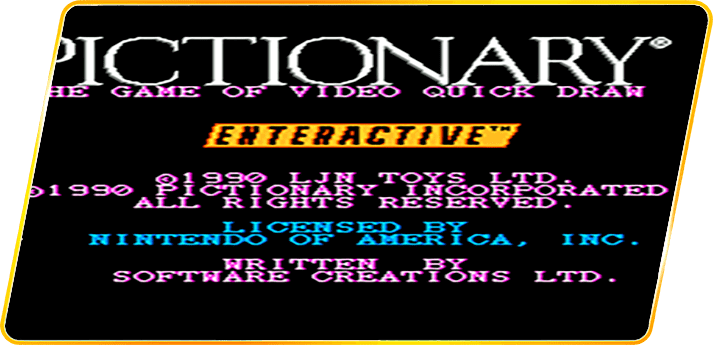 PICTIONARY®
HE GAME OF VIDEO QUICK DRAW
ENTERACTIVE™
©1990 LJN TOYS LTD.
©1990 PICTIONARY INCORPORATED
ALL RIGHTS RESERVED.
LICENSED BY
NINTENDO OF AMERICA, INC.
WRITTEN BY
SOFTWARE CREATIONS LTD.